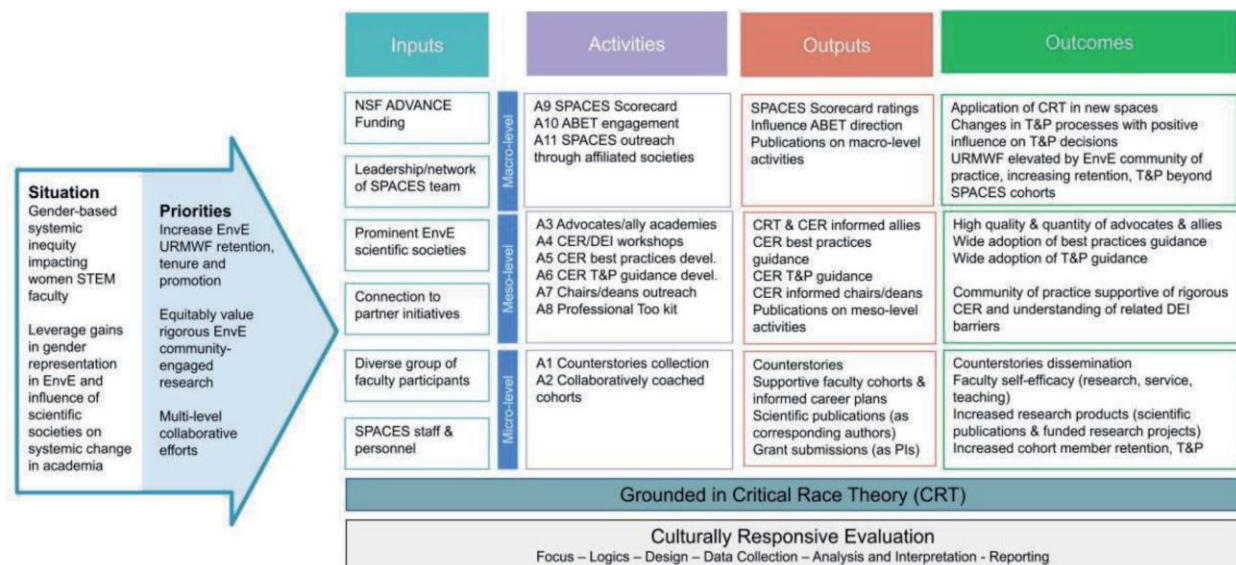 Inputs
Activities
Outputs
Outcomes
Situation
Gender-based
systemic
inequity
impacting
women STEM
faculty
Leverage gains
in gender
representation
in EnvE and
influence of
scientific
societies on
systemic change
in academia
Priorities
Increase EnvE
URMWF retention,
tenure and
promotion
Equitably value
rigorous EnvE
community-
engaged
research
Multi-level
collaborative
efforts
NSF ADVANCE
Funding
Leadership/network
of SPACES team
Prominent EnvE
scientific societies
Connection to
partner initiatives
Diverse group of
faculty participants
SPACES staff &
personnel
Macro-level
A9 SPACES Scorecard
A10 ABET engagement
A11 SPACES outreach
through affiliated societies
SPACES Scorecard ratings
Influence ABET direction
Publications on macro-level
activities
Application of CRT in new spaces
Changes in T&P processes with positive
influence on T&P decisions
URMWF elevated by EnvE community of
practice, increasing retention, T&P beyond
SPACES cohorts
Meso-level
A3 Advocates/ally academies
A4 CER/DEI workshops
A5 CER best practices devel.
A6 CER T&P guidance devel.
A7 Chairs/deans outreach
A8 Professional Too kit
CRT & CER informed allies
CER best practices
guidance
CER T&P guidance
CER informed chairs/deans
Publications on meso-level
activities
High quality & quantity of advocates & allies
Wide adoption of best practices guidance
Wide adoption of T&P guidance
Community of practice supportive of rigorous
CER and understanding of related DEI
barriers
Micro-level
A1 Counterstories collection
A2 Collaboratively coached
cohorts
Counterstories
Supportive faculty cohorts &
informed career plans
Scientific publications (as
corresponding authors)
Grant submissions (as PIs)
Counterstories dissemination
Faculty self-efficacy (research, service,
teaching)
Increased research products (scientific
publications & funded research projects)
Increased cohort member retention, T&P
Grounded in Critical Race Theory (CRT)
Culturally Responsive Evaluation
Focus – Logics – Design – Data Collection – Analysis and Interpretation - Reporting